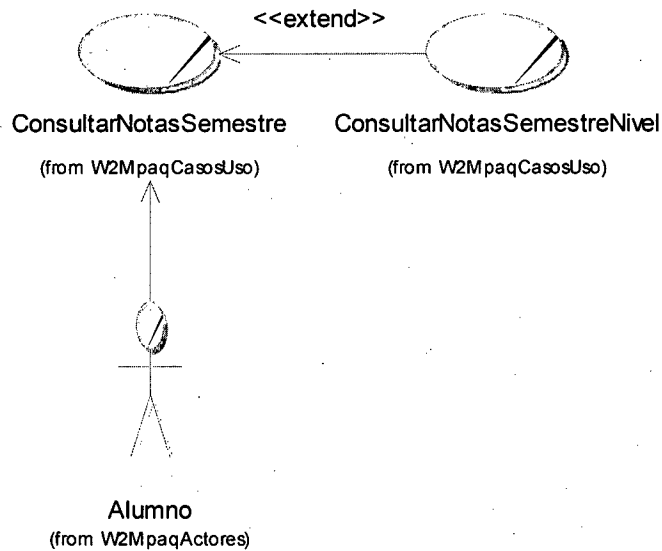 <<extend>>
ConsultarNotasSemestre
ConsultarNotasSemestreNivel
(from W2MpaqCasosUso)
(from W2MpaqCasosUso)
Alumno
(from W2MpaqActores)